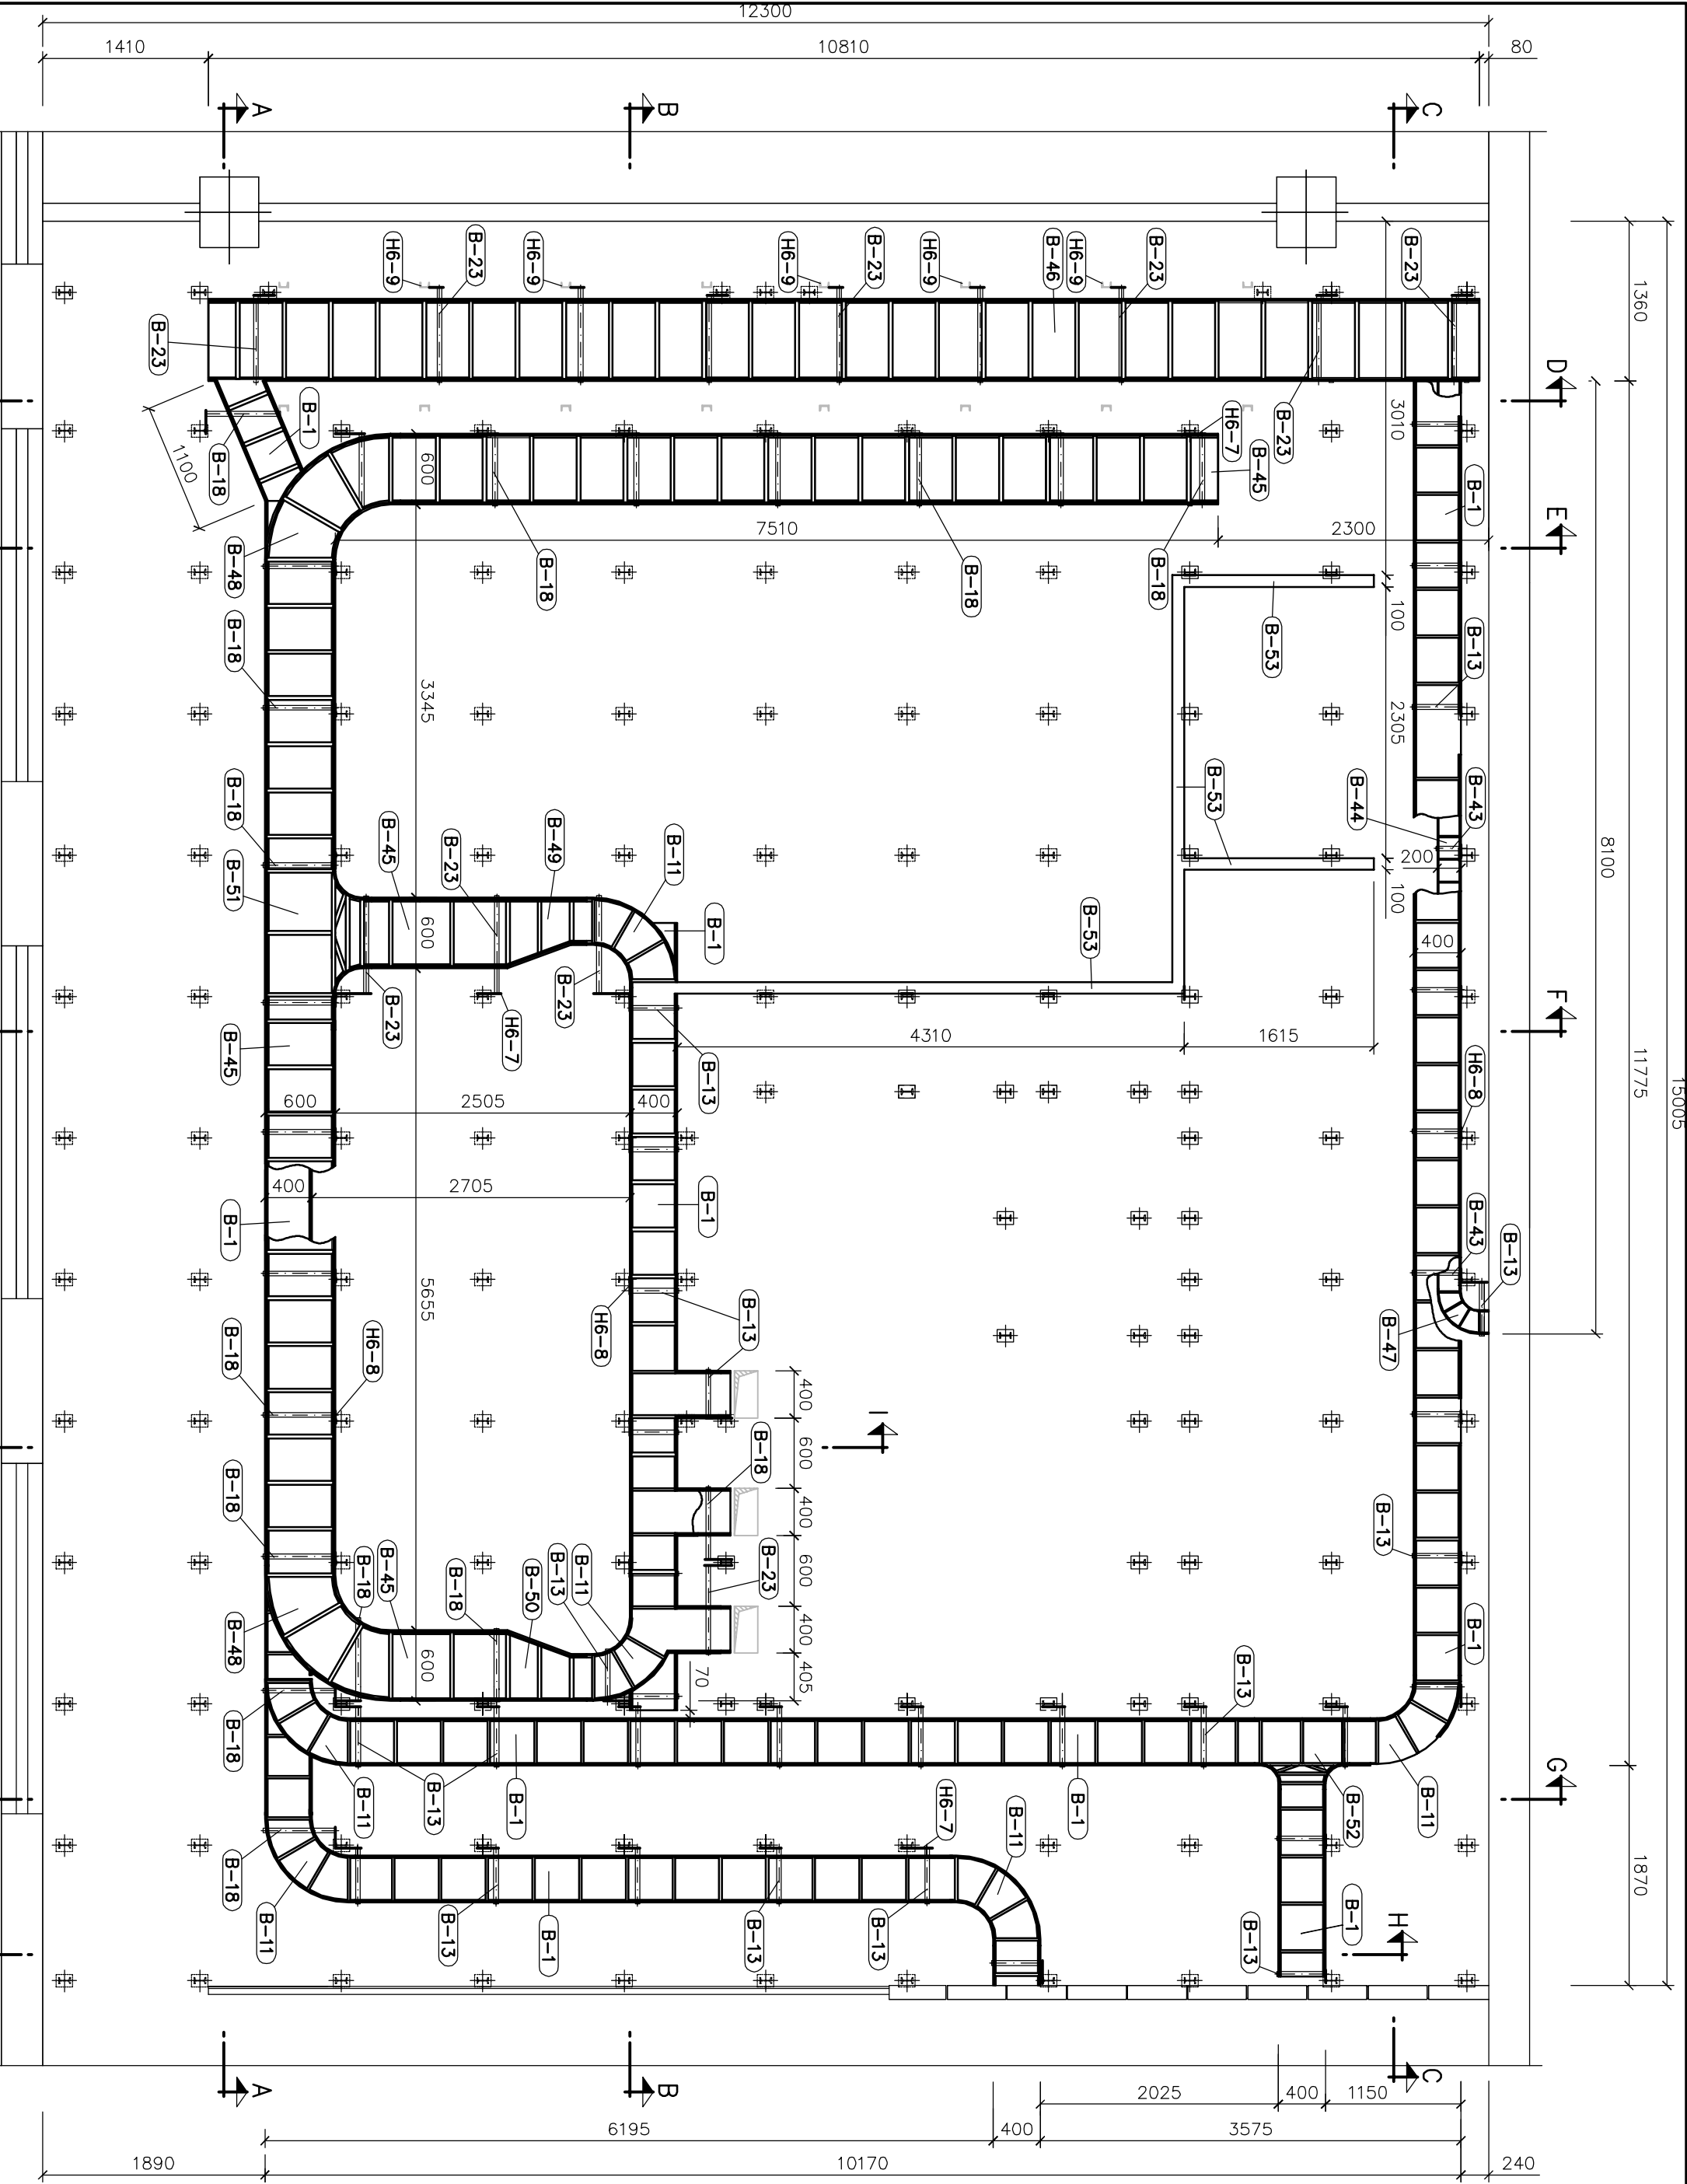 12300
1410
10810
80
A
B
C
H6-9
B-23
H6-9
H6-9
B-23
H6-9
B-46
H6-9
B-23
B-23
1360
15005
B-23
B-18
B-1
1100
600
H6-7
B-45
B-23
3010
D
B-1
E
7510
2300
B-48
B-18
B-18
B-18
100
B-53
B-18
3345
2305
B-13
B-53
B-44
B-43
8100
200
100
B-18
B-51
B-45
B-23
B-49
B-11
B-1
600
B-53
400
B-23
H6-7
B-23
F
B-45
4310
1615
B-13
H6-8
11775
600
2505
400
400
2705
B-1
B-1
B-43
B-13
5655
H6-8
B-13
B-47
B-18
H6-8
400
I
600
B-18
400
B-18
B-18
B-45
B-18
B-50
B-13
B-11
600
B-23
B-13
400
B-48
600
70
405
B-1
B-13
B-18
B-11
B-13
B-1
B-1
B-52
B-11
G
H6-7
B-11
1870
B-18
B-11
B-13
B-1
B-13
B-13
B-13
B-1
H
A
B
C
2025
400
1150
6195
400
3575
1890
10170
240